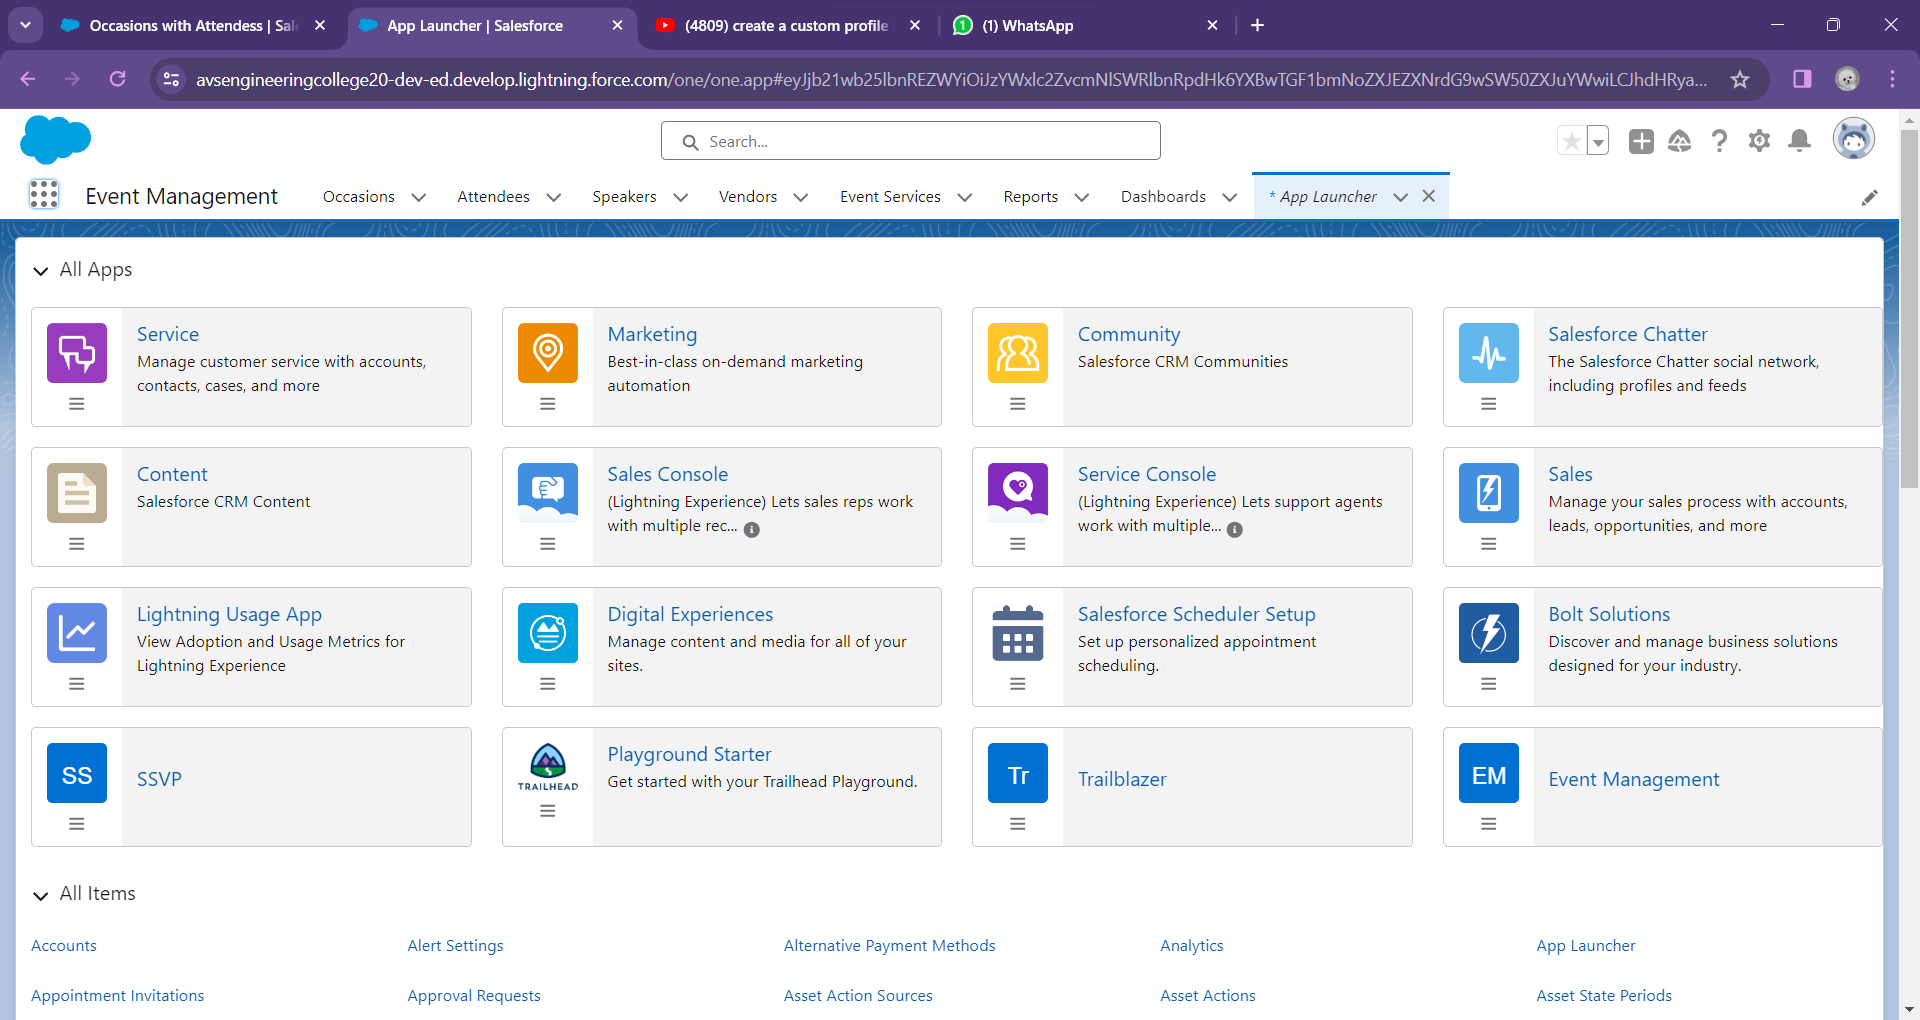 Occasions with Attendess | Sal
App Launcher | Salesforce
(4809) create a custom profile
(1) WhatsApp
avsengineeringcollege20-dev-ed.develop.lightning.force.com/one/one.app#
Search...
Event Management
Occasions
Attendees
Speakers
Vendors
Event Services
Reports
Dashboards
* App Launcher
All Apps
Service
Manage customer service with accounts,
contacts, cases, and more
Marketing
Best-in-class on-demand marketing
automation
Community
Salesforce CRM Communities
Salesforce Chatter
The Salesforce Chatter social network,
including profiles and feeds
Content
Salesforce CRM Content
Sales Console
(Lightning Experience) Lets sales reps work
with multiple rec...
Service Console
(Lightning Experience) Lets support agents
work with multiple...
Sales
Manage your sales process with accounts,
leads, opportunities, and more
Lightning Usage App
View Adoption and Usage Metrics for
Lightning Experience
Digital Experiences
Manage content and media for all of your
sites.
Salesforce Scheduler Setup
Set up personalized appointment
scheduling.
Bolt Solutions
Discover and manage business solutions
designed for your industry.
SS
SSVP
TRAILHEAD
Playground Starter
Get started with your Trailhead Playground.
Tr
Trailblazer
EM
Event Management
All Items
Accounts
Alert Settings
Alternative Payment Methods
Analytics
App Launcher
Appointment Invitations
Approval Requests
Asset Action Sources
Asset Actions
Asset State Periods